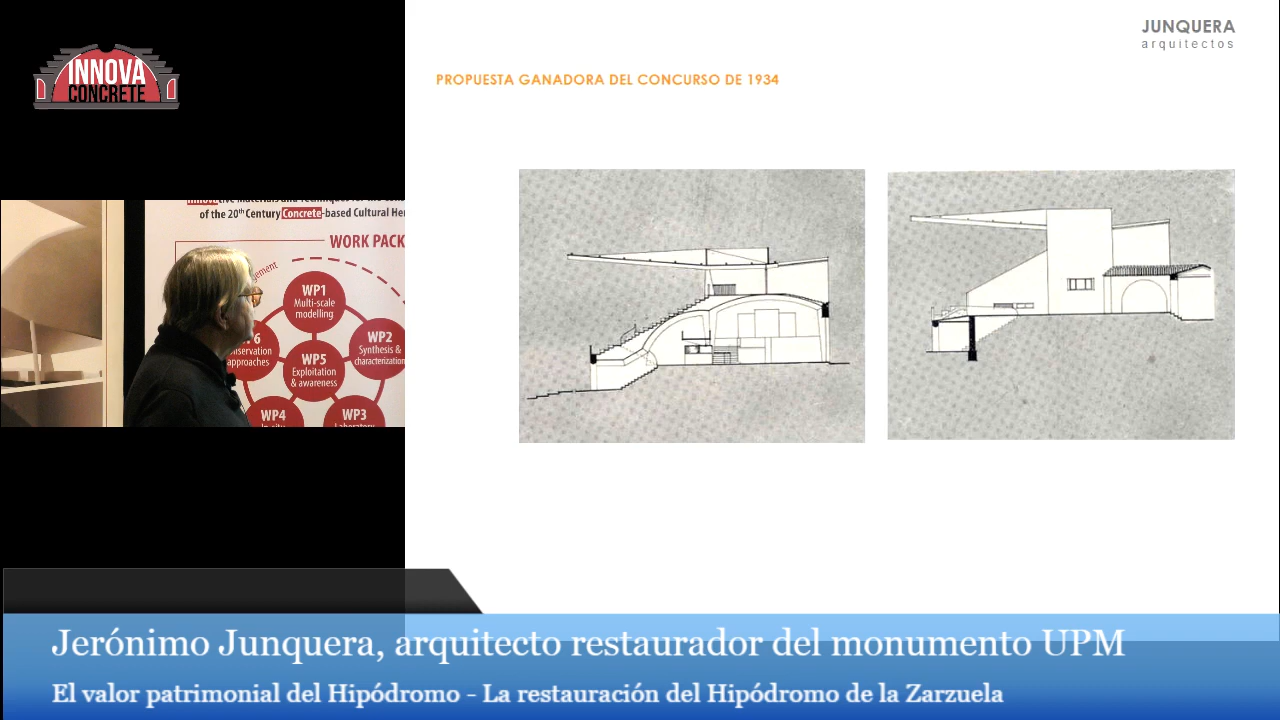 INNOVA
CONCRETE
JUNQUERA
arquitectos
PROPUESTA GANADORA DEL CONCURSO DE 1934
of the 20th Century Concrete-based Cultural
WORK
WP1
Multi-scale
modelling
WP2
Synthesis &
characterization
approaches
WP5
Exploitation
& awareness
WP4
WP3
Jerónimo Junquera, arquitecto restaurador del monumento UPM
El valor patrimonial del Hipódromo - La restauración del Hipódromo de la Zarzuela